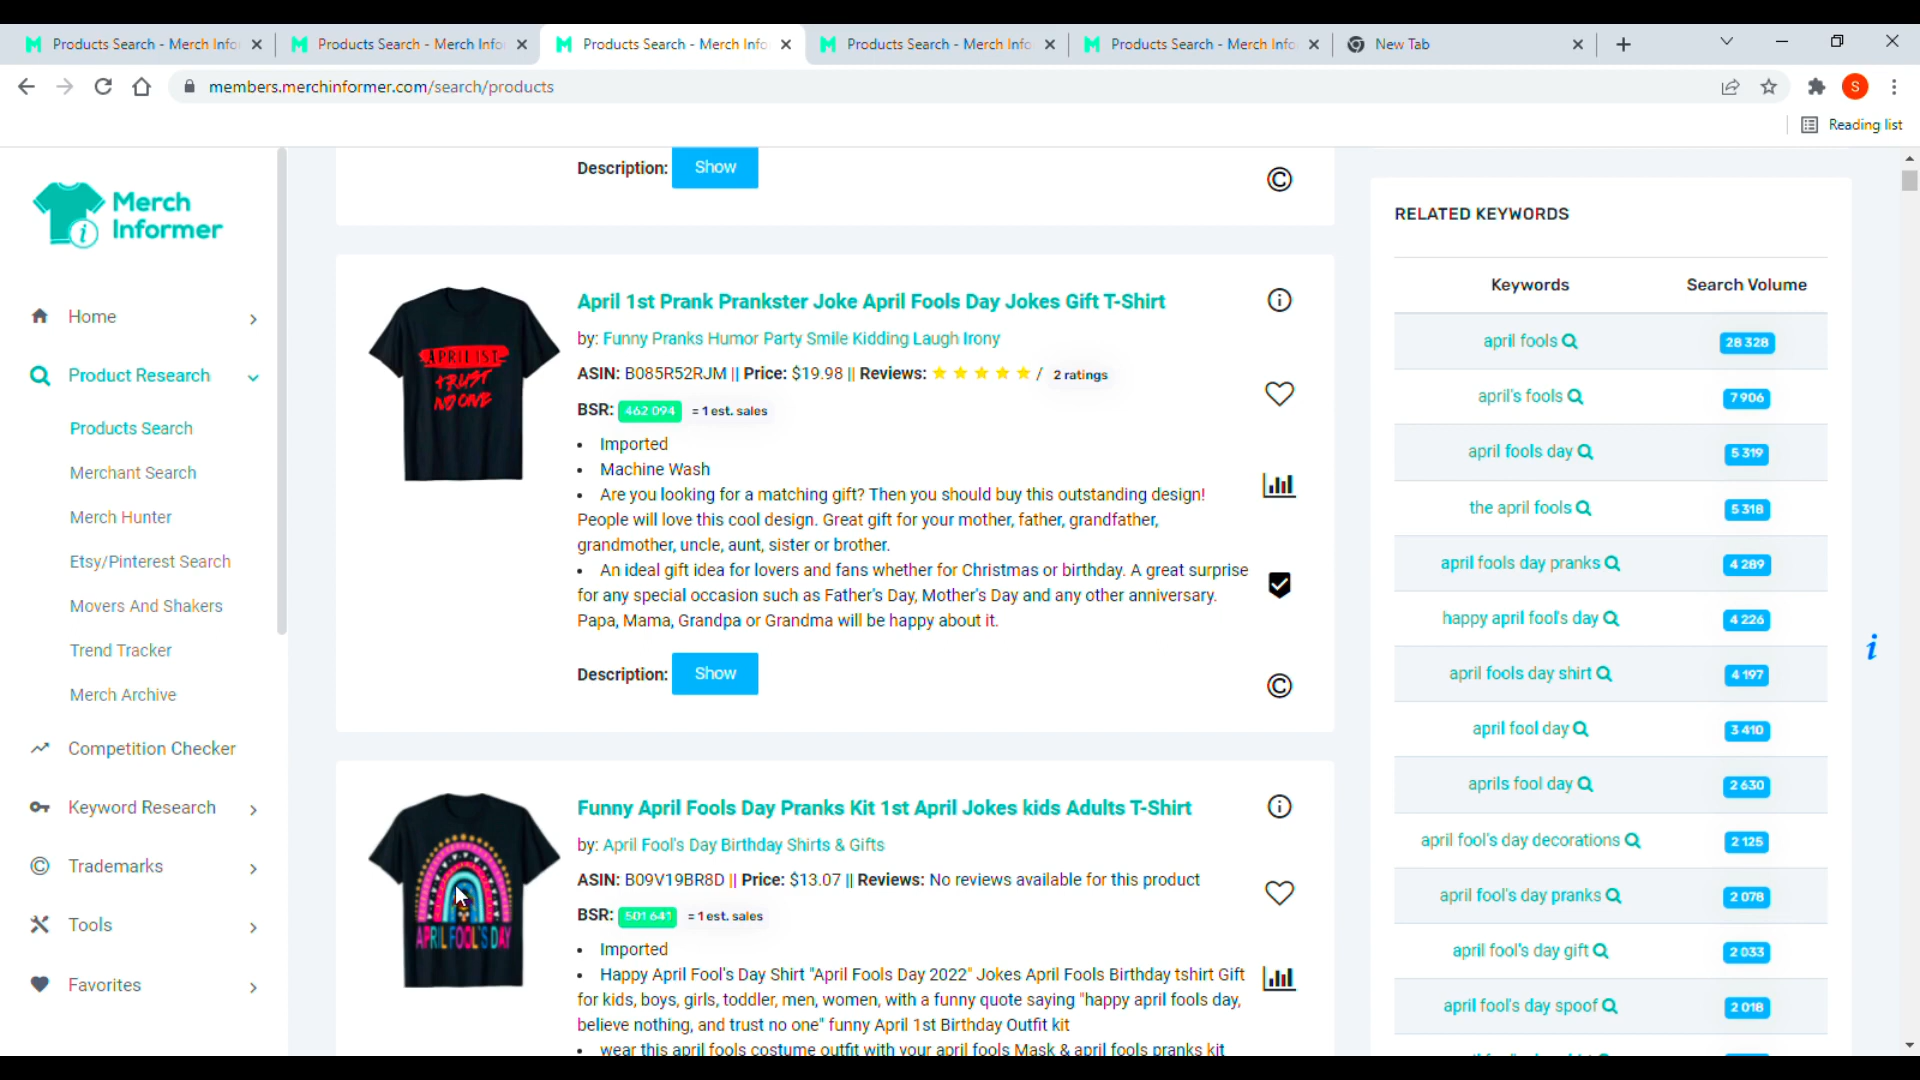 Products Search - Merch Info
Products Search - Merch Info
Products Search - Merch Info
Products Search - Merch Info
Products Search - Merch Info
New Tab
members.merchinformer.com/search/products
S
Reading list
Merch
Informer
Home
Product Research
Products Search
Merchant Search
Merch Hunter
Etsy/Pinterest Search
Movers And Shakers
Trend Tracker
Merch Archive
Competition Checker
Keyword Research
Trademarks
Tools
Favorites
Description: Show
APRIL 1ST
TRUST
NO ONE
April 1st Prank Prankster Joke April Fools Day Jokes Gift T-Shirt
by: Funny Pranks Humor Party Smile Kidding Laugh Irony
ASIN: B085R52RJM || Price: $19.98 || Reviews: / 2 ratings
BSR: 462 094 = 1 est. sales
• Imported
• Machine Wash
• Are you looking for a matching gift? Then you should buy this outstanding design!
People will love this cool design. Great gift for your mother, father, grandfather,
grandmother, uncle, aunt, sister or brother.
• An ideal gift idea for lovers and fans whether for Christmas or birthday. A great surprise
for any special occasion such as Father's Day, Mother's Day and any other anniversary.
Papa, Mama, Grandpa or Grandma will be happy about it.
Description: Show
APRIL FOOL'S DAY
Funny April Fools Day Pranks Kit 1st April Jokes kids Adults T-Shirt
by: April Fool's Day Birthday Shirts & Gifts
ASIN: B09V19BR8D || Price: $13.07 || Reviews: No reviews available for this product
BSR: 501 641 = 1 est. sales
• Imported
• Happy April Fool's Day Shirt "April Fools Day 2022" Jokes April Fools Birthday tshirt Gift
for kids, boys, girls, toddler, men, women, with a funny quote saying "happy april fools day,
believe nothing, and trust no one" funny April 1st Birthday Outfit kit
• wear this april fools costume outfit with your april fools Mask & april fools pranks kit
RELATED KEYWORDS
Keywords Search Volume
april fools 28 328
april's fools 7 906
april fools day 5 319
the april fools 5 318
april fools day pranks 4 289
happy april fool's day 4 226
april fools day shirt 4 197
april fool day 3 410
aprils fool day 2 630
april fool's day decorations 2 125
april fool's day pranks 2 078
april fool's day gift 2 033
april fool's day spoof 2 018